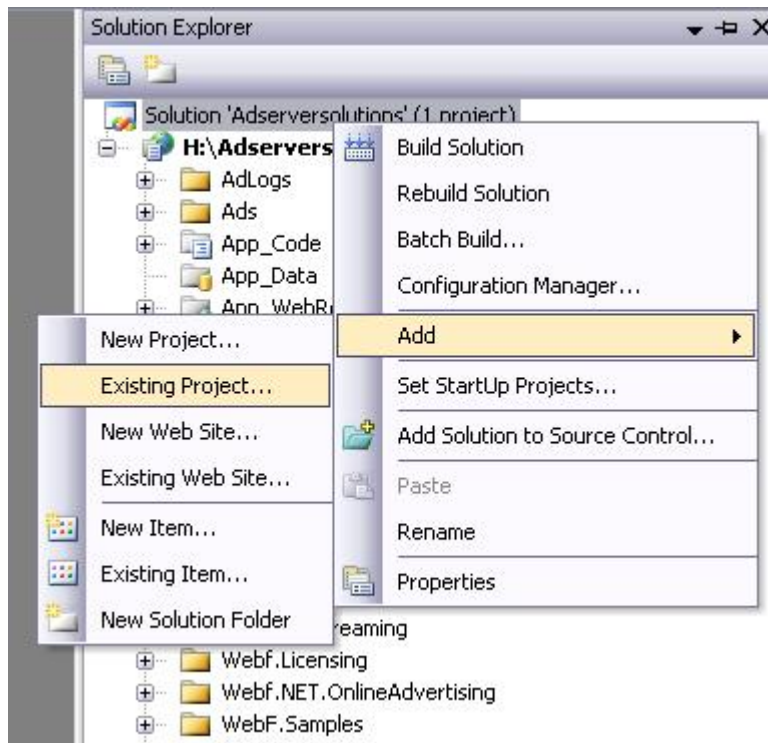 Solution Explorer
Solution 'Adserversolutions' (1 project)
H:\Adservers
AdLogs
Ads
App_Code
App_Data
App_WebR
Build Solution
Rebuild Solution
Batch Build...
Configuration Manager...
Add
Set StartUp Projects...
Add Solution to Source Control...
Paste
Rename
Properties
New Project...
Existing Project...
New Web Site...
Existing Web Site...
New Item...
Existing Item...
New Solution Folder
reaming
Webf.Licensing
Webf.NET.OnlineAdvertising
WebF.Samples